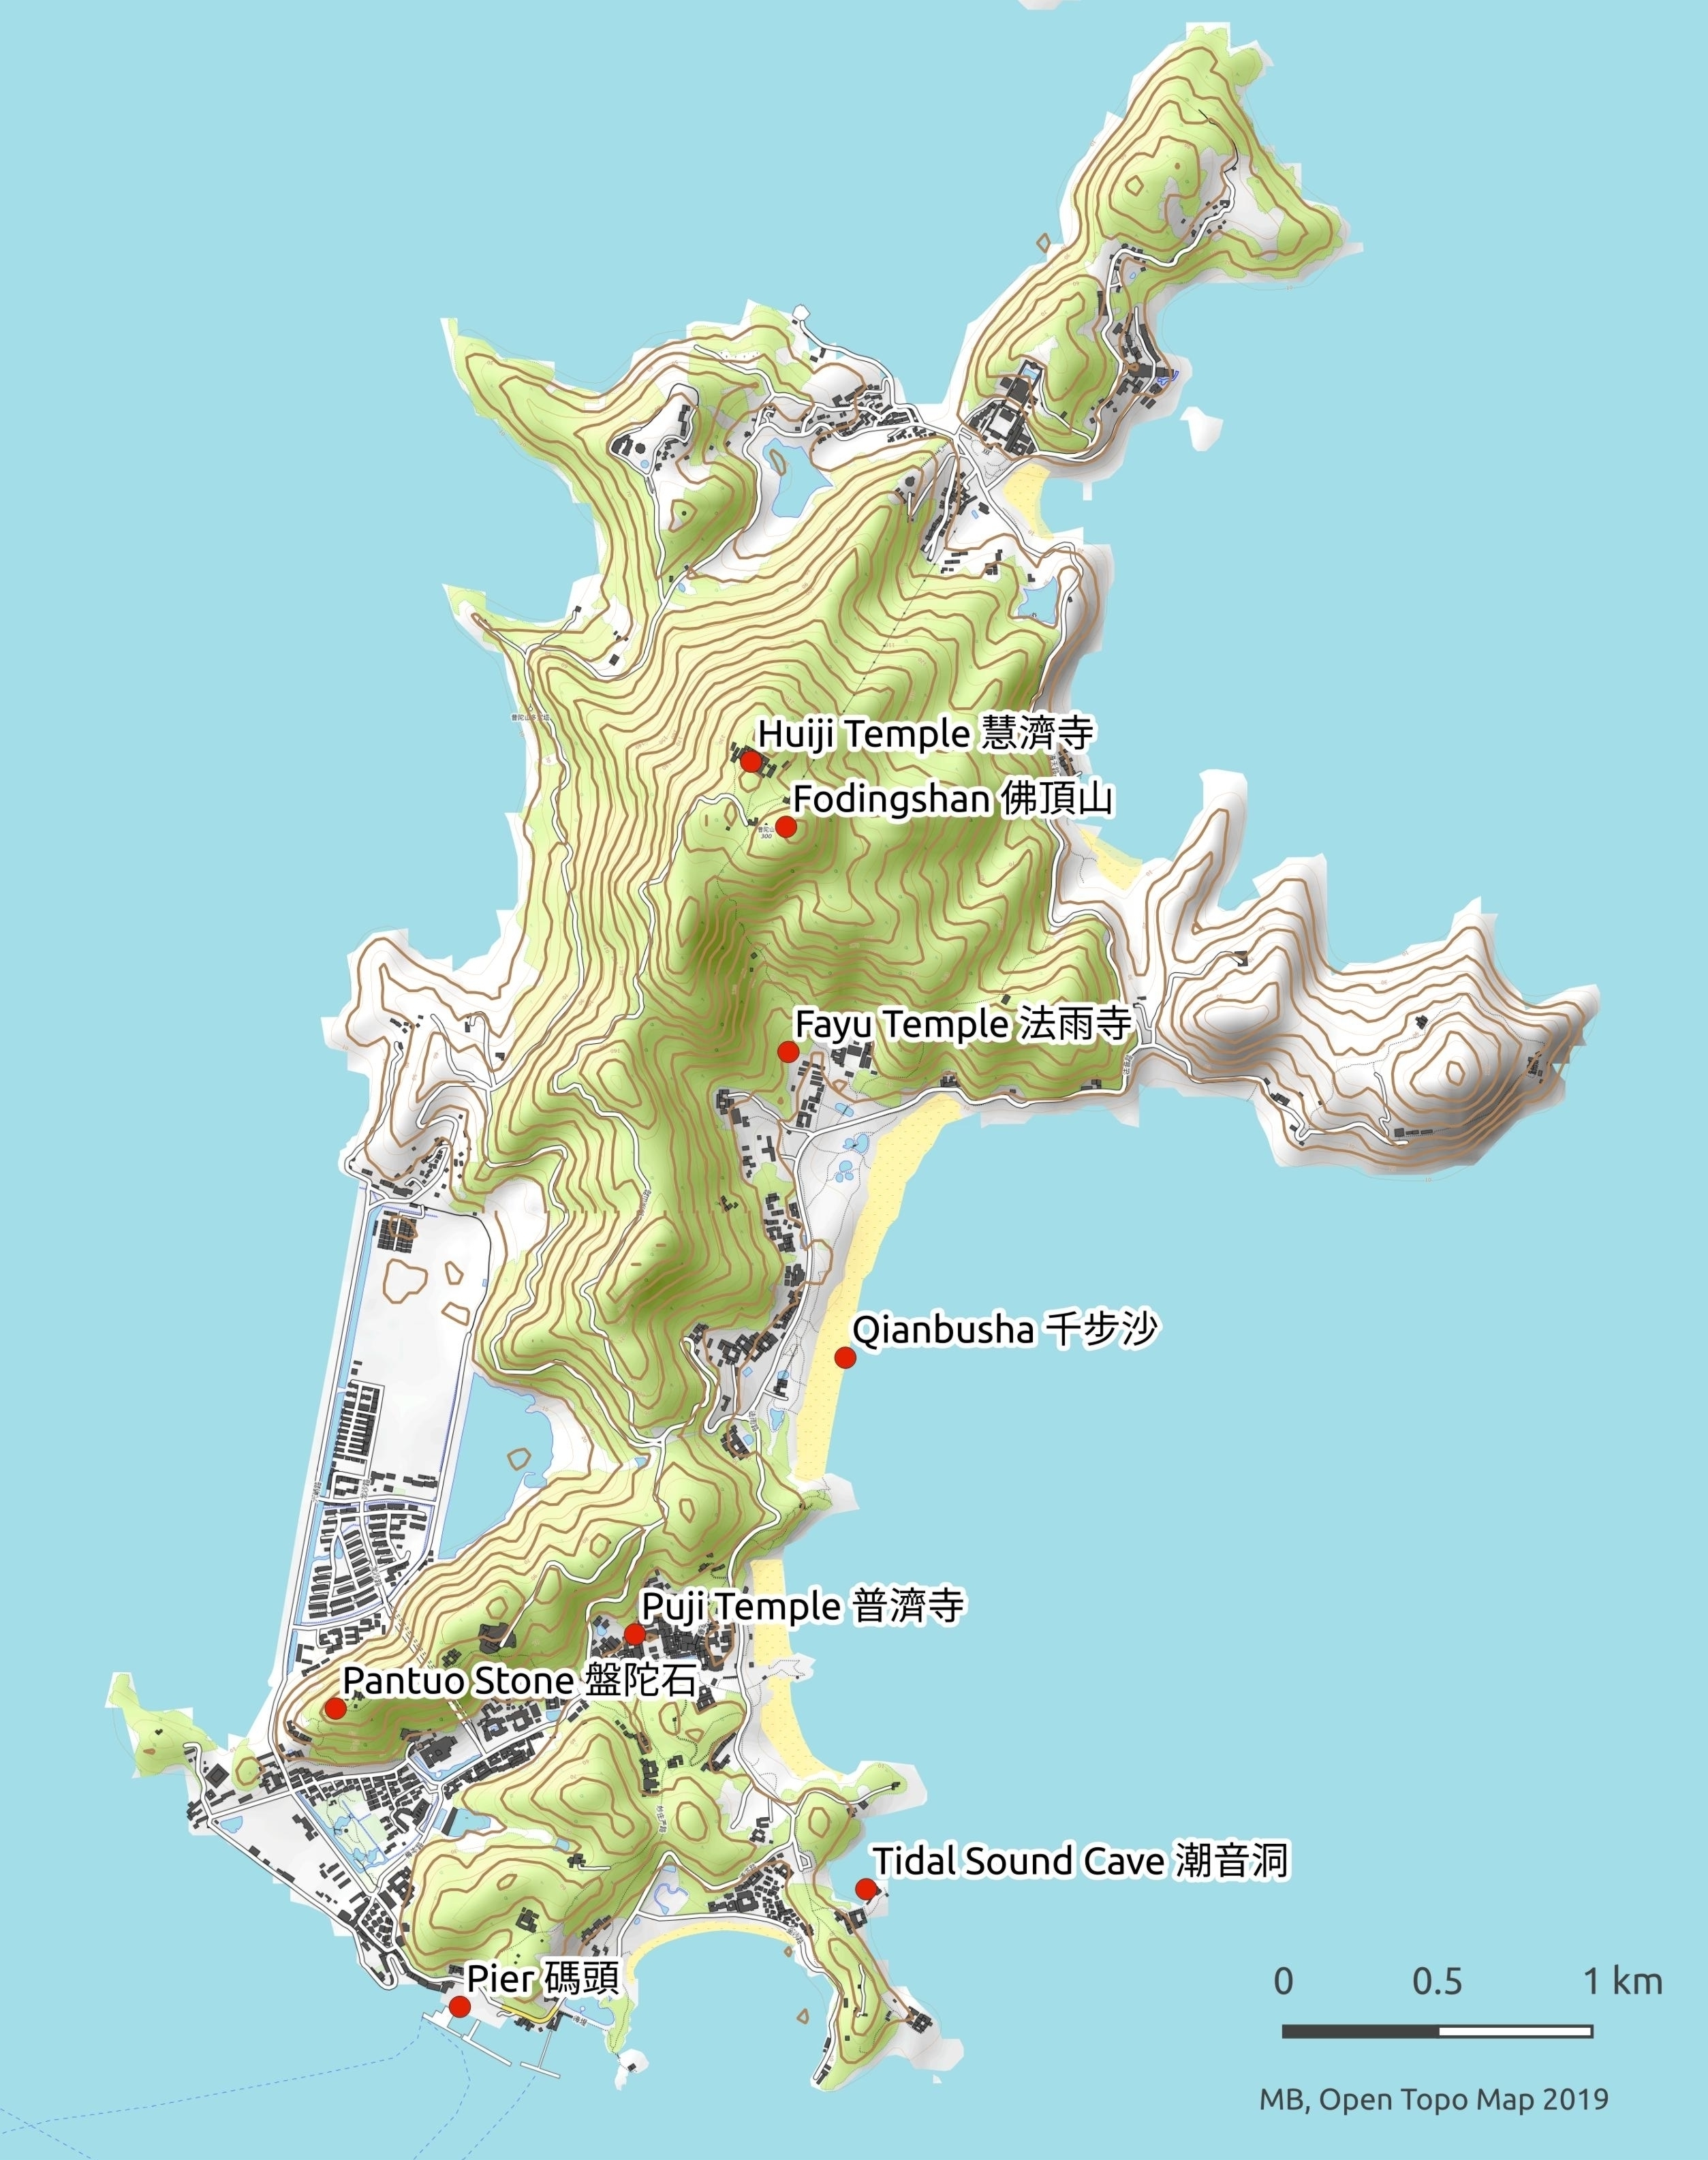 Huiji Temple 慧濟寺
Fodingshan 佛頂山
300
Fayu Temple 法雨寺
Qianbusha 千步沙
Puji Temple 普濟寺
Pantuo Stone 盤陀石
Tidal Sound Cave 潮音洞
Pier 碼頭
0 0.5 1 km
MB, Open Topo Map 2019